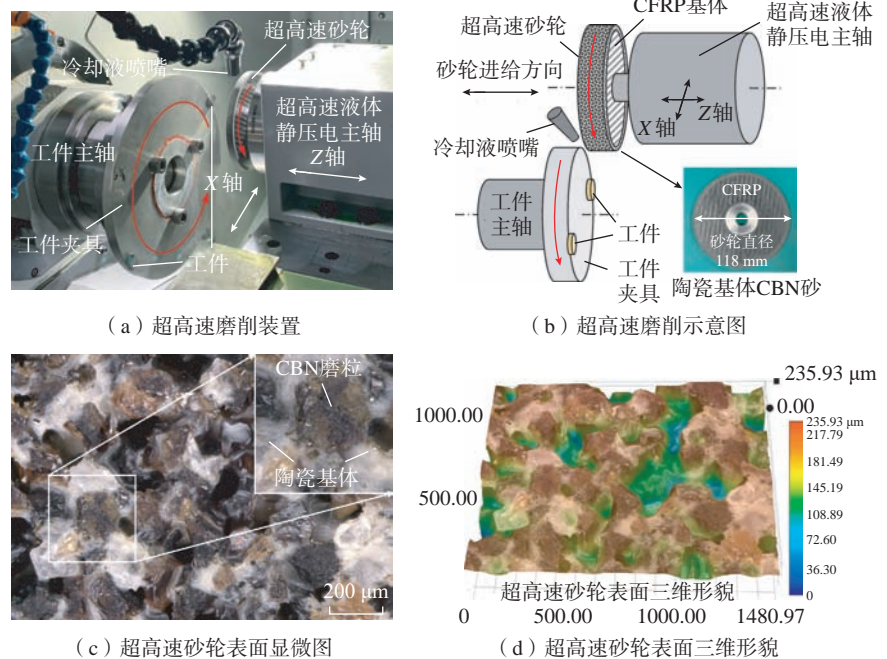 超高速砂轮
冷却液喷嘴
超高速液体
静压电主轴
Z轴
工件主轴
X轴
工件夹具
工件
（a）超高速磨削装置
CFRP基体
超高速液体
静压电主轴
超高速砂轮
砂轮进给方向
Z轴
X轴
冷却液喷嘴
工件
主轴
工件
工件
夹具
CFRP
砂轮直径
118 mm
陶瓷基体CBN砂
（b）超高速磨削示意图
CBN磨粒
陶瓷基体
200 μm
（c）超高速砂轮表面显微图
235.93 μm
0.00
1000.00
500.00
235.93 μm
217.79
181.49
145.19
108.89
72.60
36.30
0
超高速砂轮表面三维形貌
0
500.00
1000.00
1480.97
（d）超高速砂轮表面三维形貌